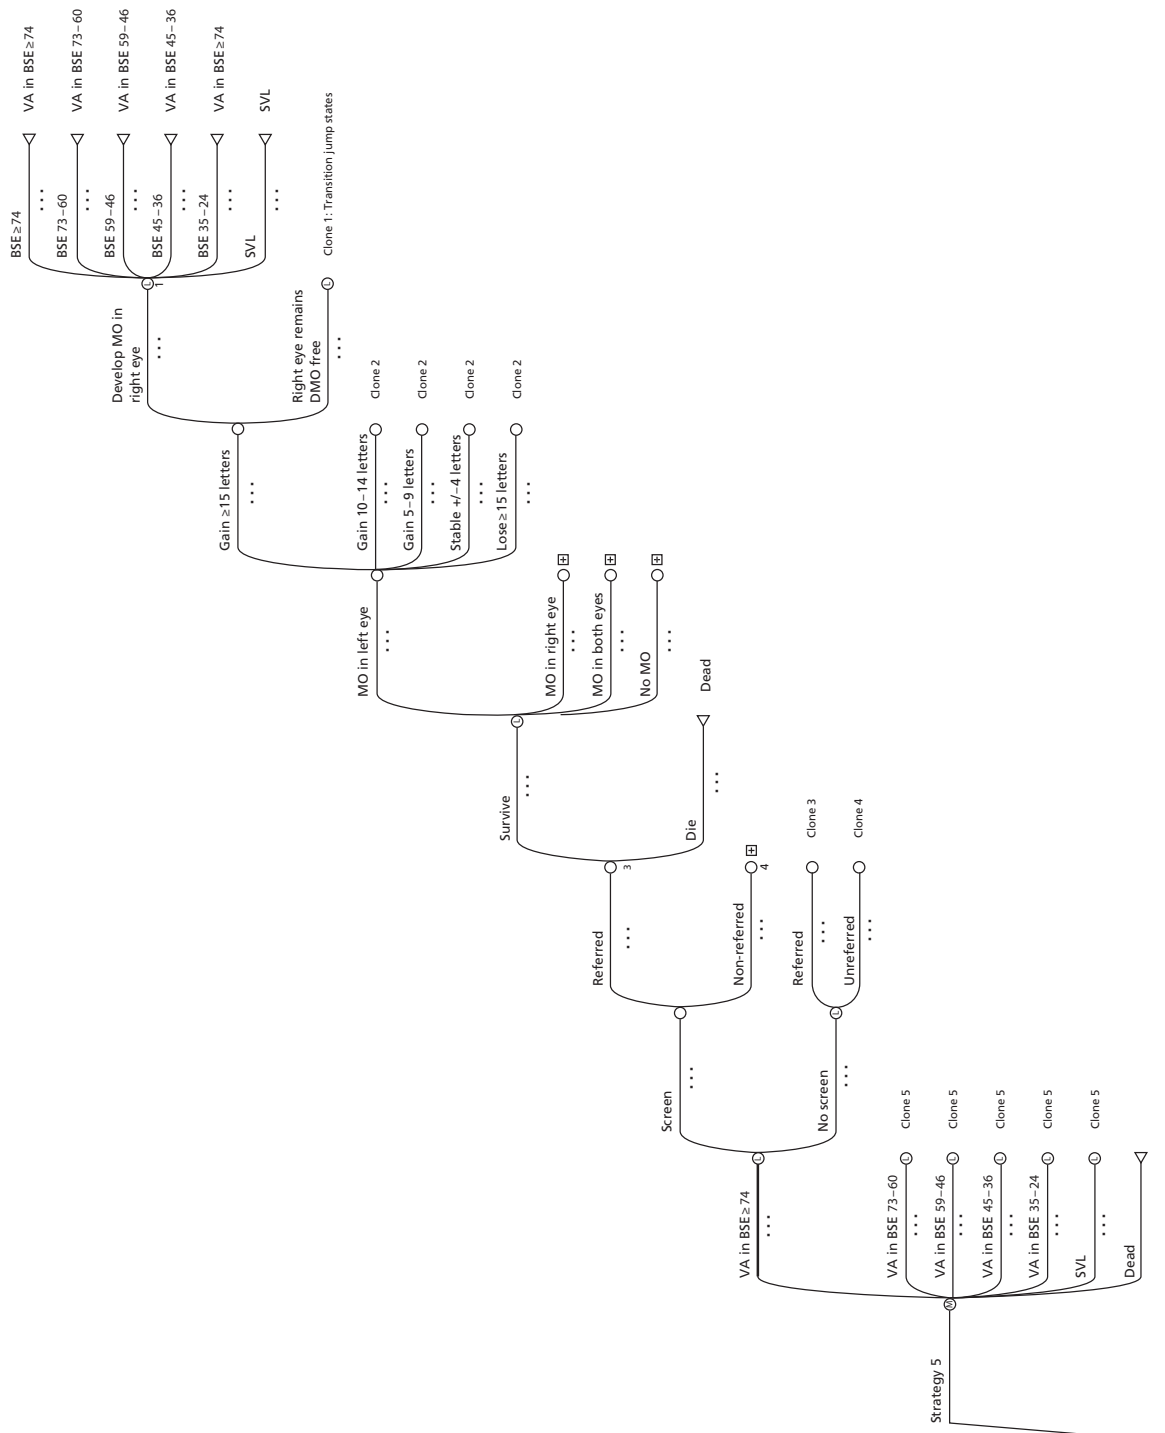 Strategy 5
M
VA in BSE ≥ 74
...
L
VA in BSE 73–60
...
L
Clone 5
VA in BSE 59–46
...
L
Clone 5
VA in BSE 45–36
...
L
Clone 5
VA in BSE 35–24
...
L
Clone 5
SVL
...
L
Clone 5
Dead
Screen
...
No screen
...
L
Referred
...
3
Non-referred
...
4
+
Referred
...
Clone 3
Unreferred
...
Clone 4
Survive
...
L
Die
...
Dead
MO in left eye
...
MO in right eye
...
+
MO in both eyes
...
+
No MO
...
+
Gain ≥15 letters
...
Gain 10–14 letters
...
Clone 2
Gain 5–9 letters
...
Clone 2
Stable +/−4 letters
...
Clone 2
Lose ≥ 15 letters
...
Clone 2
Develop MO in
right eye
...
L
1
Right eye remains
DMO free
...
L
Clone 1: Transition jump states
BSE ≥ 74
...
VA in BSE ≥ 74
BSE 73–60
...
VA in BSE 73–60
BSE 59–46
...
VA in BSE 59–46
BSE 45–36
...
VA in BSE 45–36
BSE 35–24
...
VA in BSE ≥ 74
SVL
...
SVL